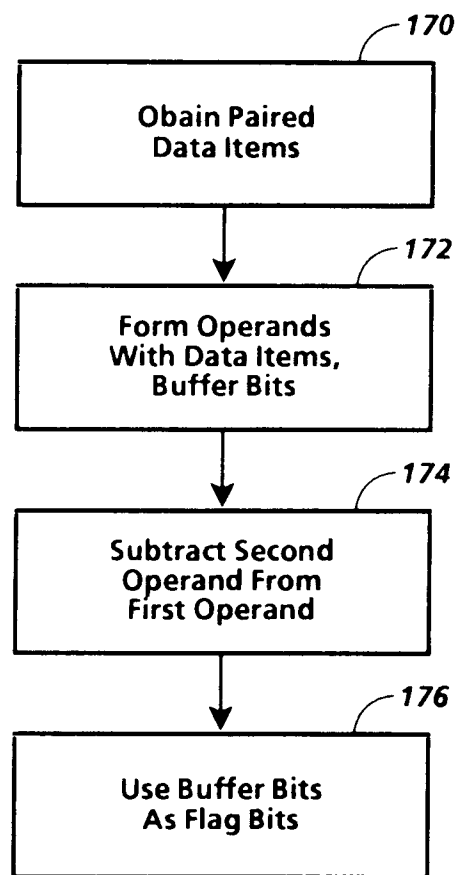 170
Obain Paired
Data Items
172
Form Operands
With Data Items,
Buffer Bits
174
Subtract Second
Operand From
First Operand
176
Use Buffer Bits
As Flag Bits